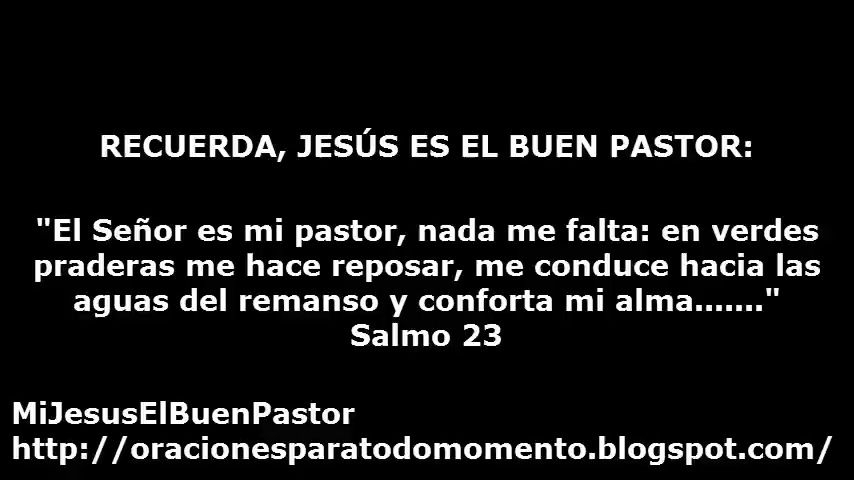 RECUERDA, JESÚS ES EL BUEN PASTOR:
"El Señor es mi pastor, nada me falta: en verdes
praderas me hace reposar, me conduce hacia las
aguas del remanso y conforta mi alma......."
Salmo 23
MiJesusElBuenPastor
http://oracionesparatodomomento.blogspot.com/